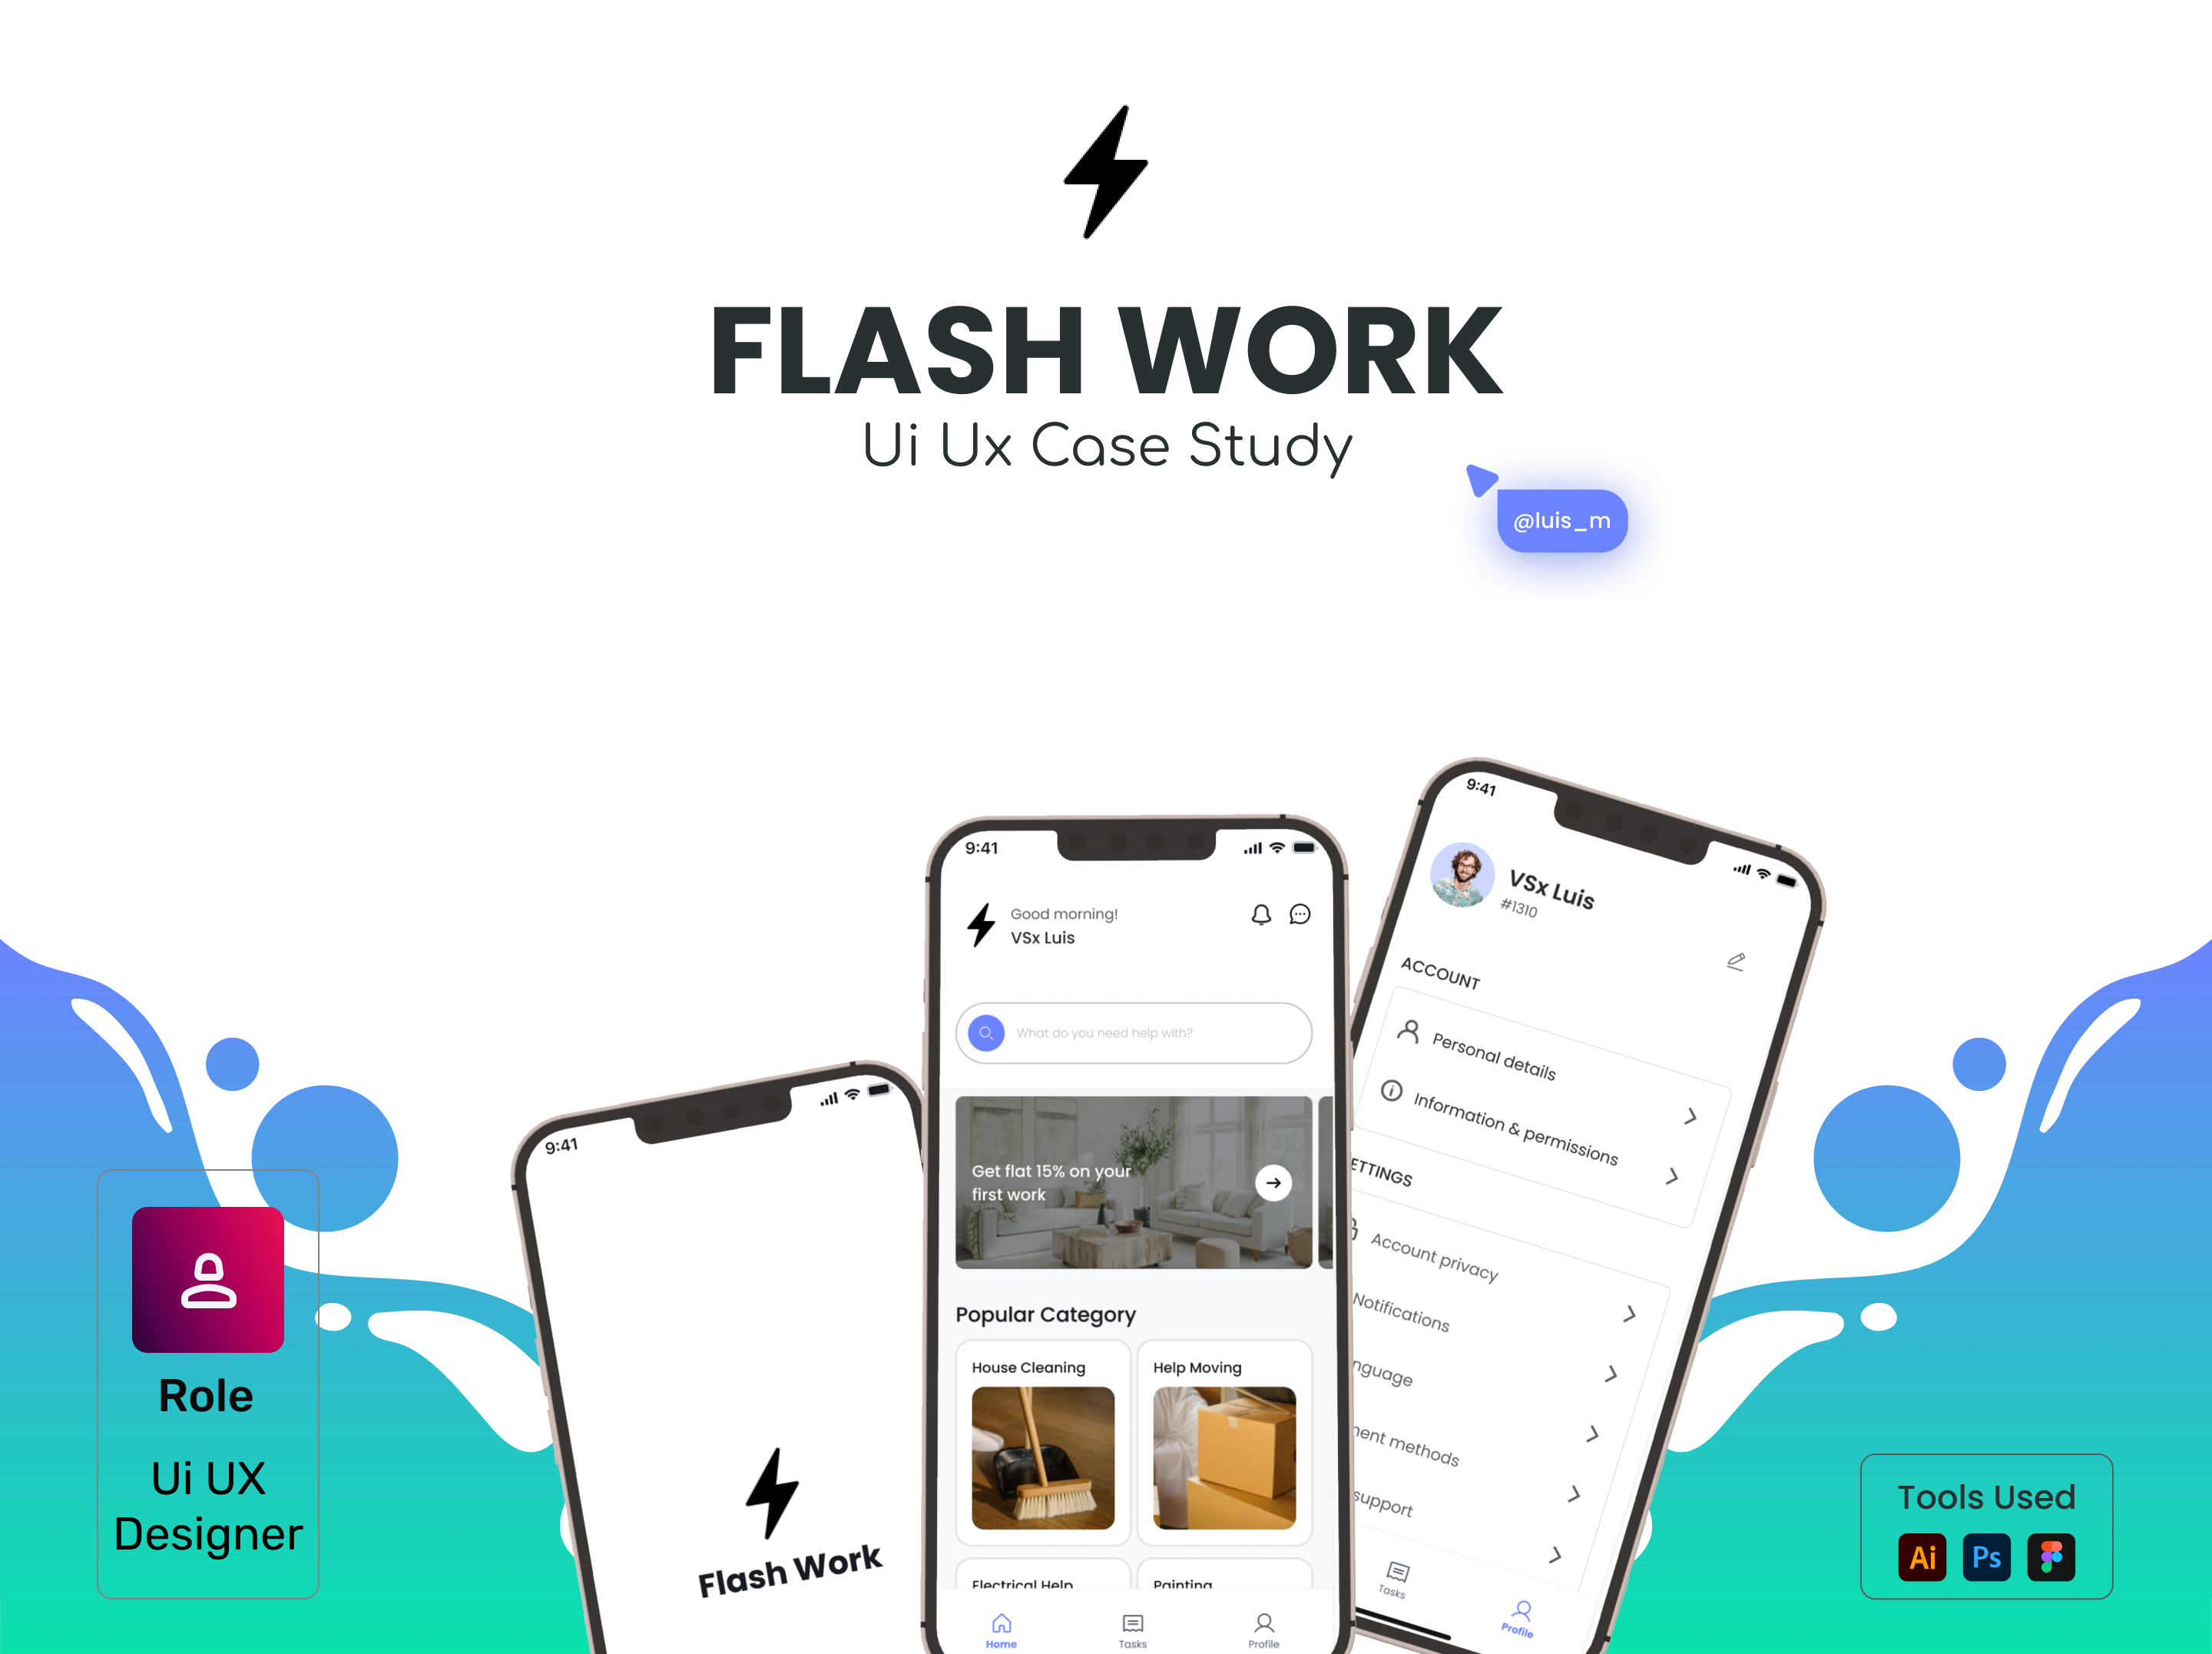 FLASH WORK
Ui Ux Case Study
@luis_m
Role
Ui UX
Designer
9:41
Flash Work
9:41
Good morning!
VSx Luis
What do you need help with?
Get flat 15% on your
first work
Popular Category
House Cleaning
Help Moving
Electrical Help
Painting
Home
Tasks
Profile
9:41
VSx Luis
#1310
ACCOUNT
Personal details
Information & permissions
ETTINGS
Account privacy
Notifications
nguage
ent methods
support
Tasks
Profile
Tools Used
Ai
Ps